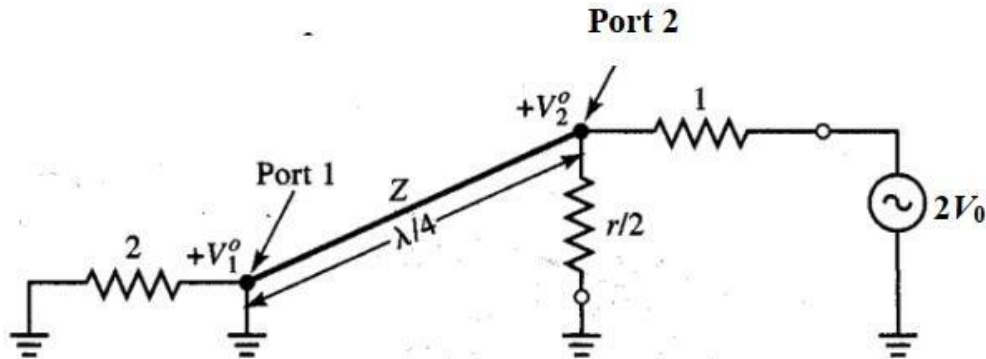 Port 2
+V₂ᵒ
1
Port 1
Z
λ/4
r/2
2V₀
2
+V₁ᵒ